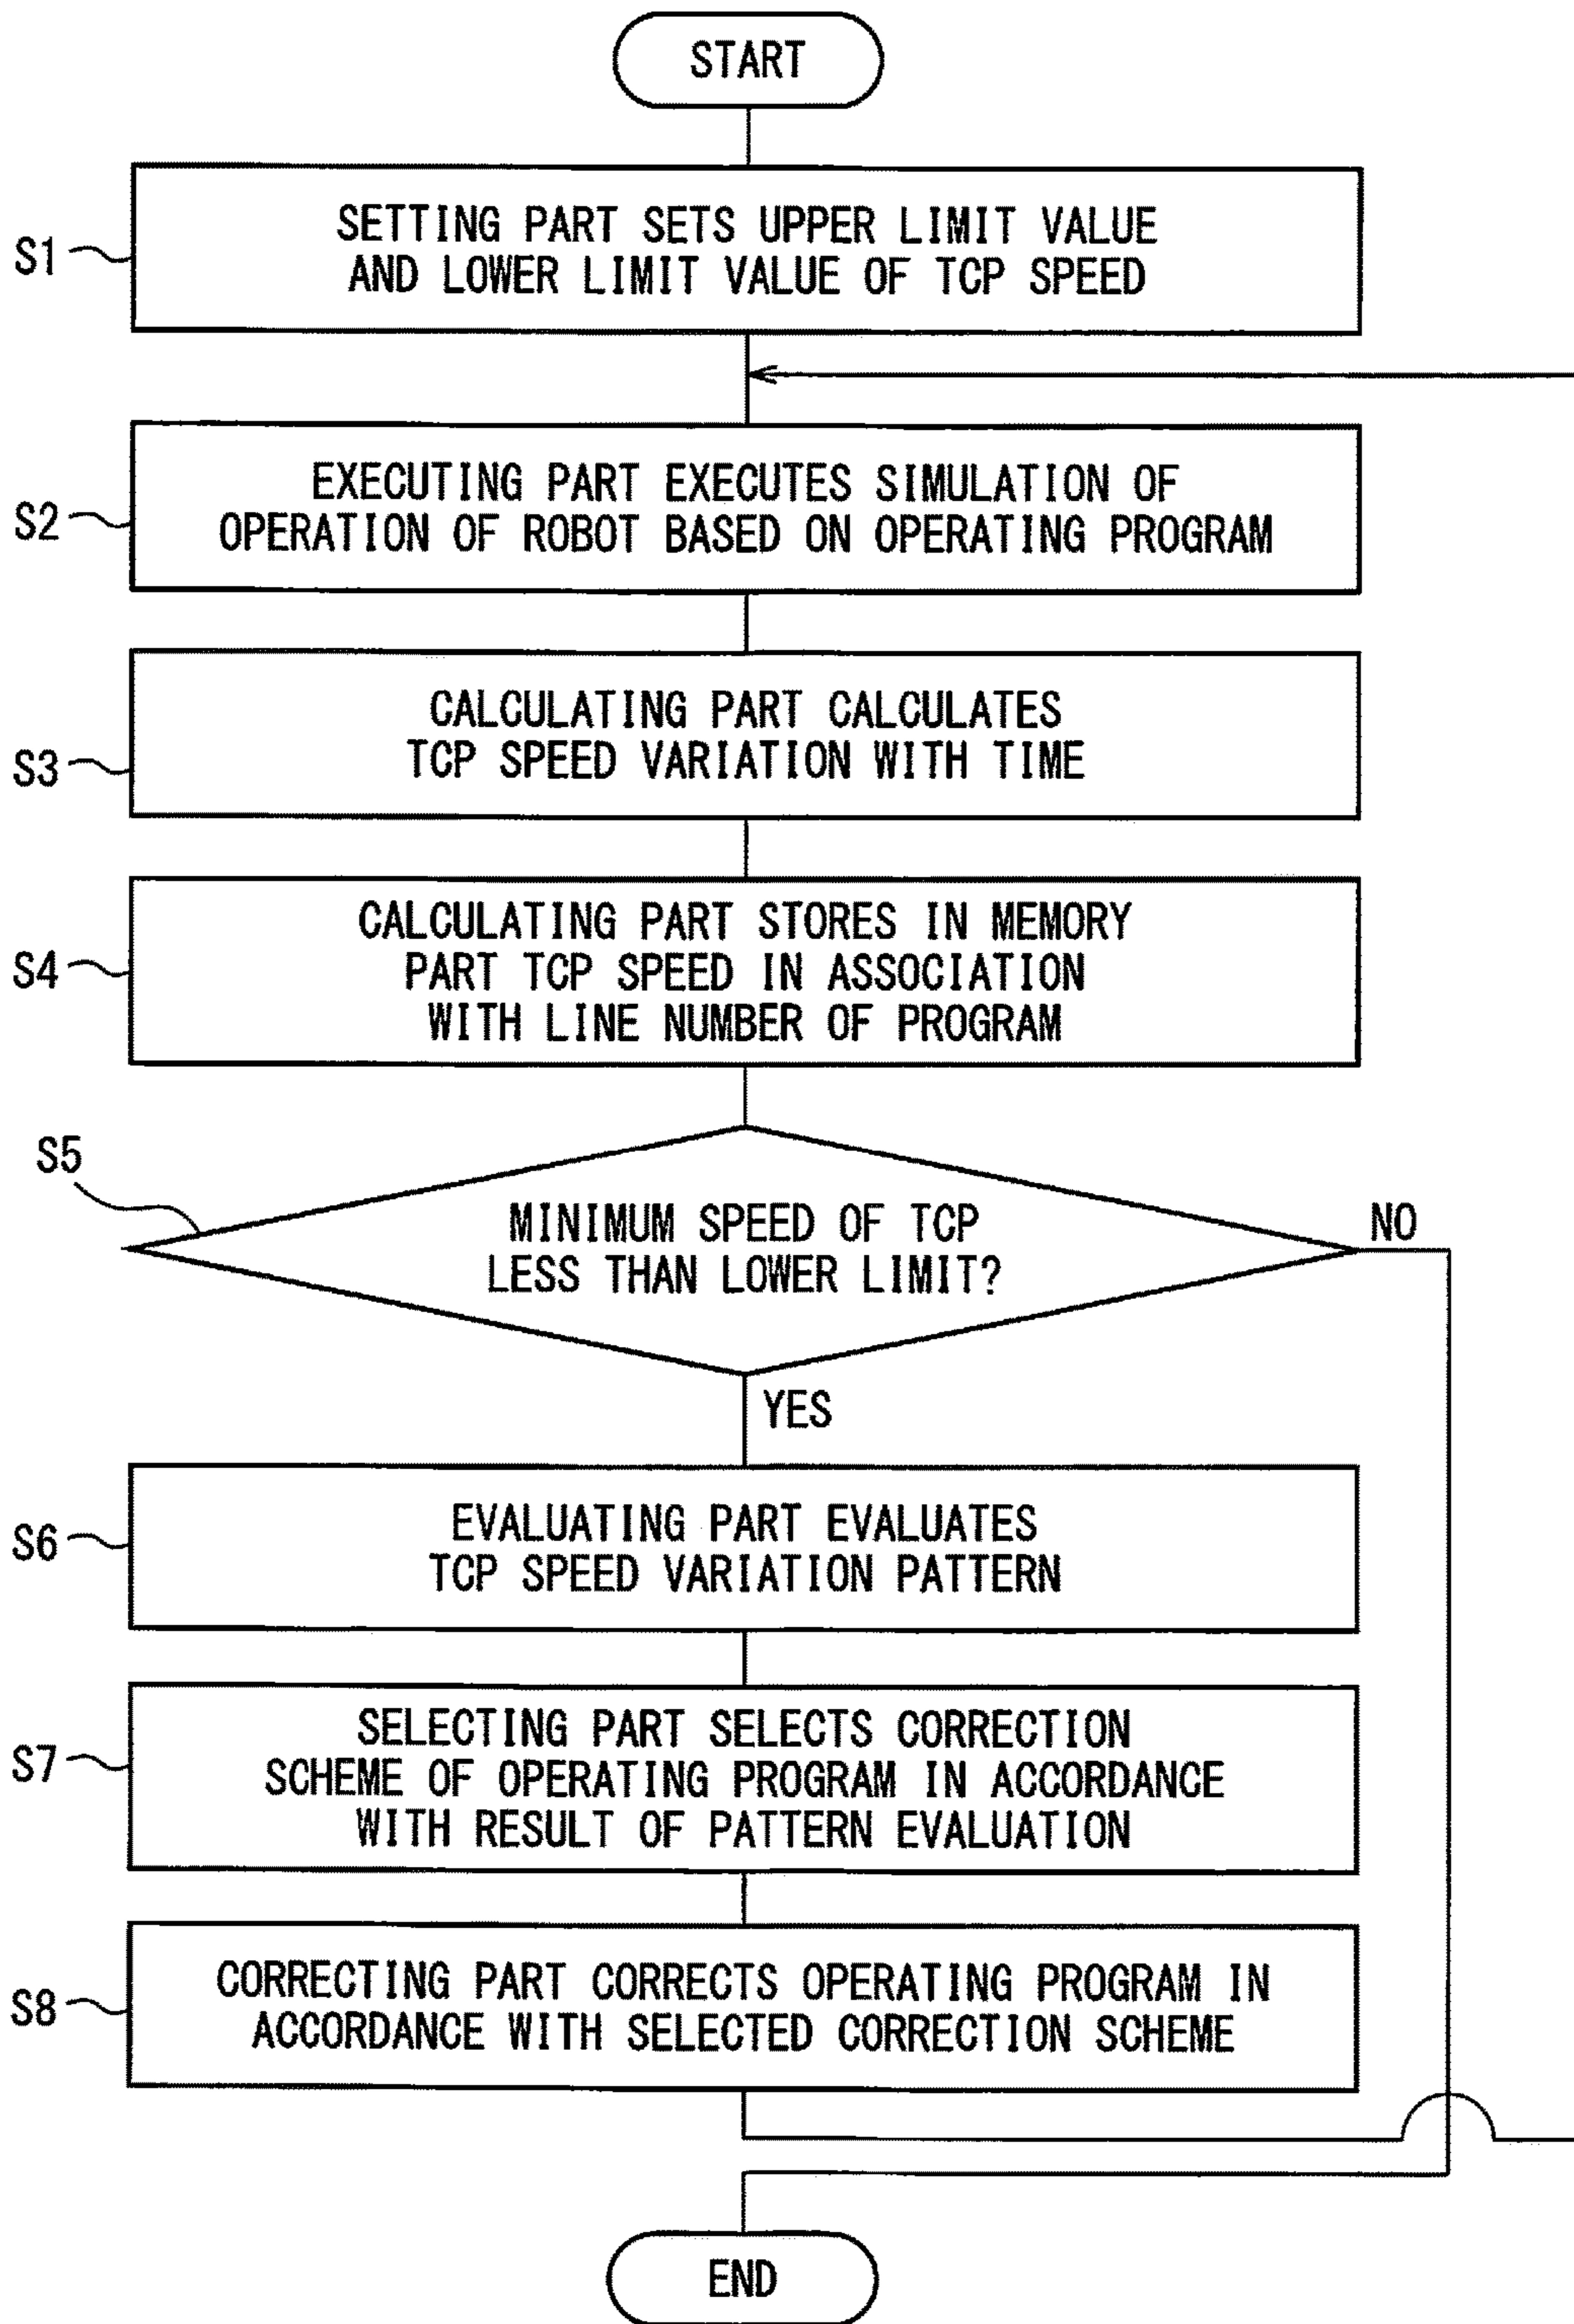 START
S1
SETTING PART SETS UPPER LIMIT VALUE
AND LOWER LIMIT VALUE OF TCP SPEED
S2
EXECUTING PART EXECUTES SIMULATION OF
OPERATION OF ROBOT BASED ON OPERATING PROGRAM
S3
CALCULATING PART CALCULATES
TCP SPEED VARIATION WITH TIME
S4
CALCULATING PART STORES IN MEMORY
PART TCP SPEED IN ASSOCIATION
WITH LINE NUMBER OF PROGRAM
S5
MINIMUM SPEED OF TCP
LESS THAN LOWER LIMIT?
NO
YES
S6
EVALUATING PART EVALUATES
TCP SPEED VARIATION PATTERN
S7
SELECTING PART SELECTS CORRECTION
SCHEME OF OPERATING PROGRAM IN ACCORDANCE
WITH RESULT OF PATTERN EVALUATION
S8
CORRECTING PART CORRECTS OPERATING PROGRAM IN
ACCORDANCE WITH SELECTED CORRECTION SCHEME
END